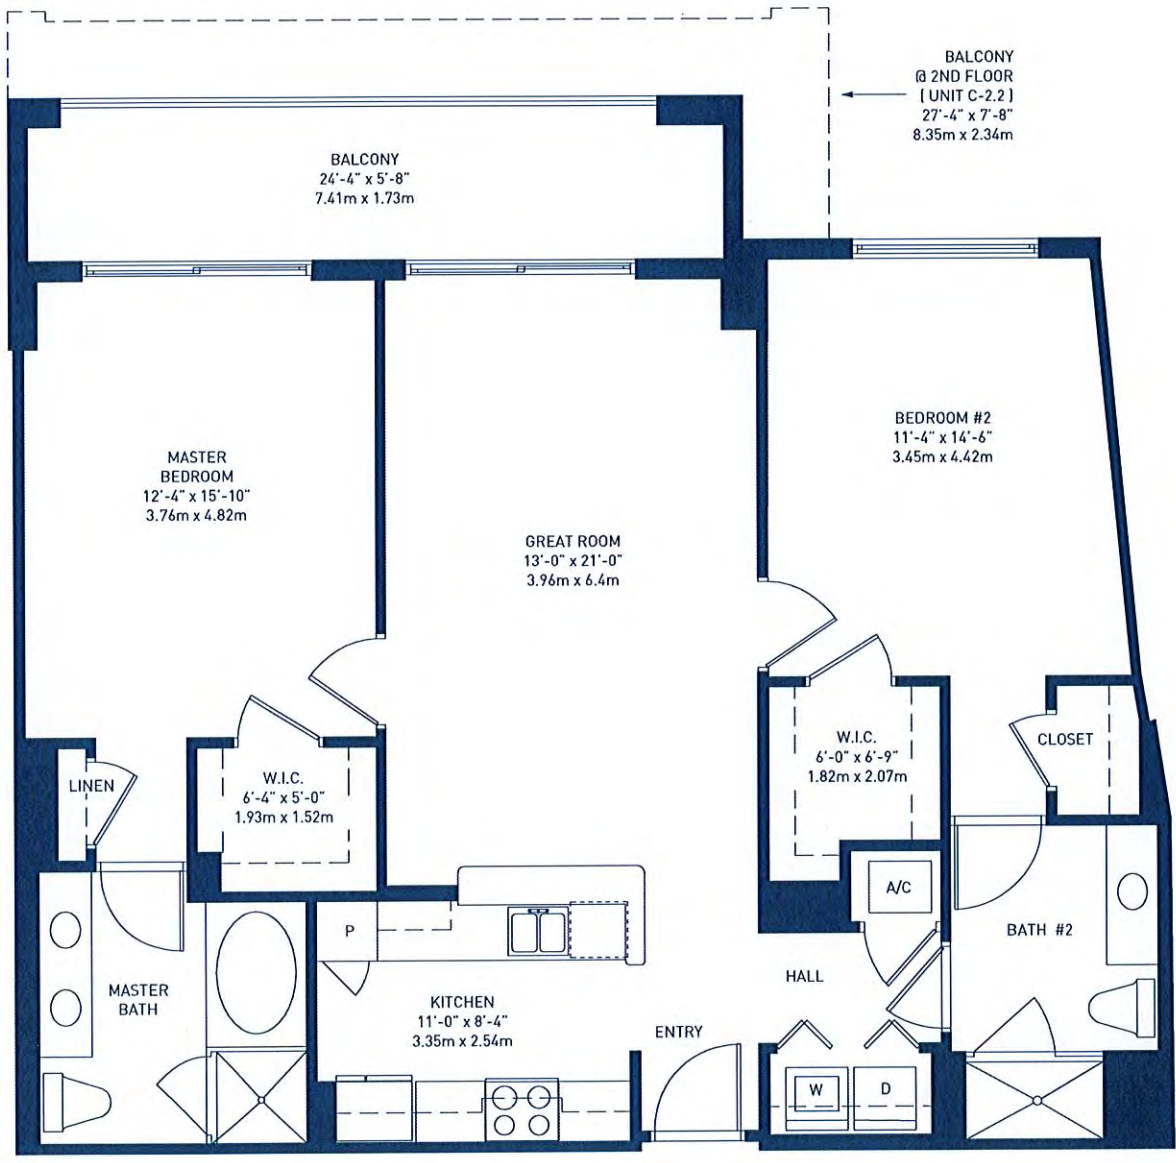 BALCONY
@ 2ND FLOOR
( UNIT C-2.2 )
27'-4" x 7'-8"
8.35m x 2.34m
BALCONY
24'-4" x 5'-8"
7.41m x 1.73m
MASTER
BEDROOM
12'-4" x 15'-10"
3.76m x 4.82m
GREAT ROOM
13'-0" x 21'-0"
3.96m x 6.4m
BEDROOM #2
11'-4" x 14'-6"
3.45m x 4.42m
LINEN
W.I.C.
6'-4" x 5'-0"
1.93m x 1.52m
W.I.C.
6'-0" x 6'-9"
1.82m x 2.07m
CLOSET
A/C
P
BATH #2
MASTER
BATH
KITCHEN
11'-0" x 8'-4"
3.35m x 2.54m
HALL
ENTRY
W
D